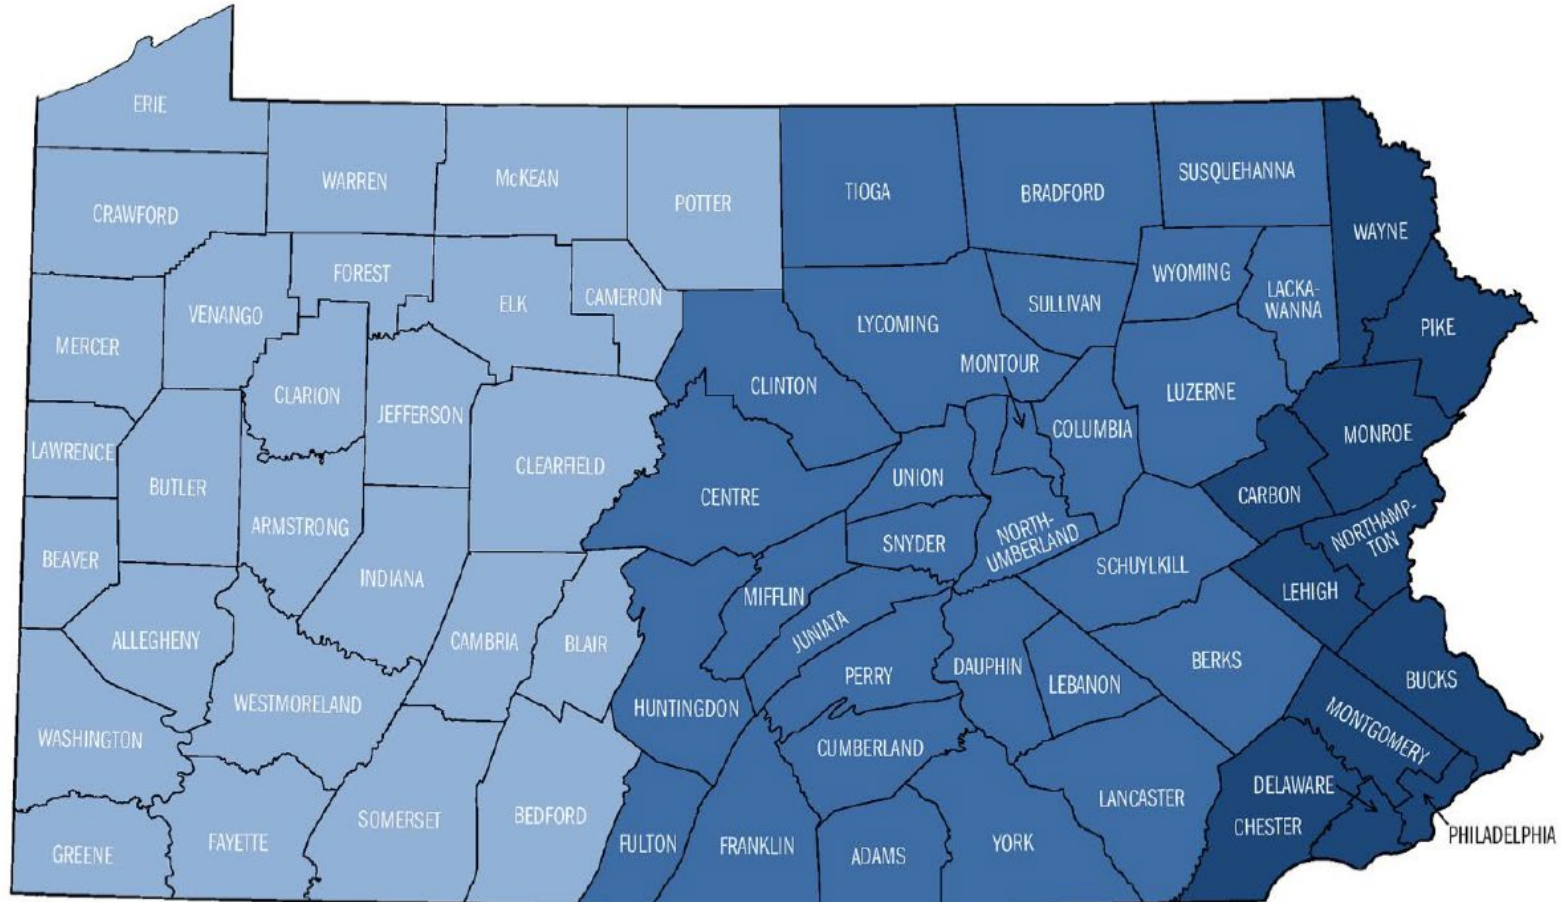 ERIE
WARREN
McKEAN
POTTER
TIOGA
BRADFORD
SUSQUEHANNA
WAYNE
CRAWFORD
FOREST
ELK
CAMERON
VENANGO
MERCER
LYCOMING
SULLIVAN
WYOMING
LACKA-
WANNA
PIKE
CLARION
JEFFERSON
CLINTON
MONTOUR
COLUMBIA
LUZERNE
MONROE
LAWRENCE
BUTLER
CLEARFIELD
CENTRE
UNION
CARBON
ARMSTRONG
SNYDER
NORTH-
UMBERLAND
SCHUYLKILL
NORTHAMP-
TON
BEAVER
INDIANA
MIFFLIN
LEHIGH
ALLEGHENY
CAMBRIA
BLAIR
JUNIATA
PERRY
DAUPHIN
LEBANON
BERKS
BUCKS
WESTMORELAND
HUNTINGDON
WASHINGTON
CUMBERLAND
MONTGOMERY
SOMERSET
BEDFORD
LANCASTER
DELAWARE
CHESTER
GREENE
FAYETTE
FULTON
FRANKLIN
ADAMS
YORK
PHILADELPHIA